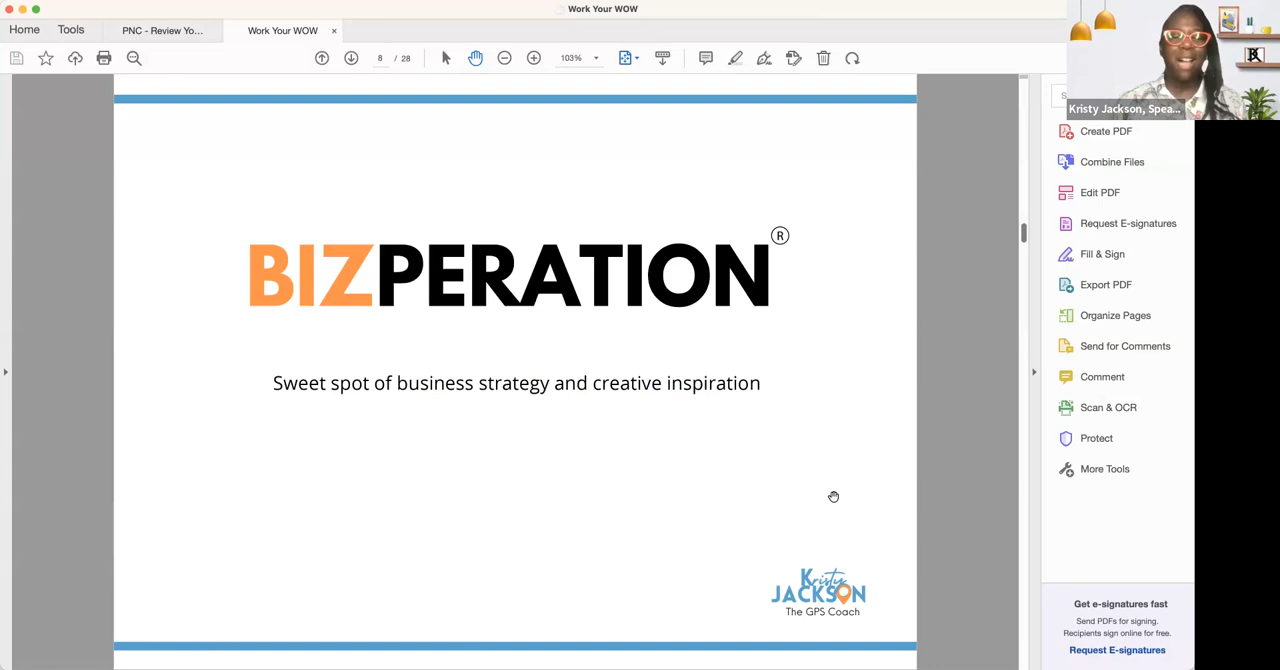 Work Your WOW
Home
Tools
PNC - Review Yo...
Work Your WOW
×
8 / 28
103%
Kristy Jackson, Spea...
S
Create PDF
Combine Files
Edit PDF
Request E-signatures
Fill & Sign
Export PDF
Organize Pages
Send for Comments
Comment
Scan & OCR
Protect
More Tools
Get e-signatures fast
Send PDFs for signing.
Recipients sign online for free.
Request E-signatures
BIZPERATION®
Sweet spot of business strategy and creative inspiration
Kristy
JACKSON
The GPS Coach